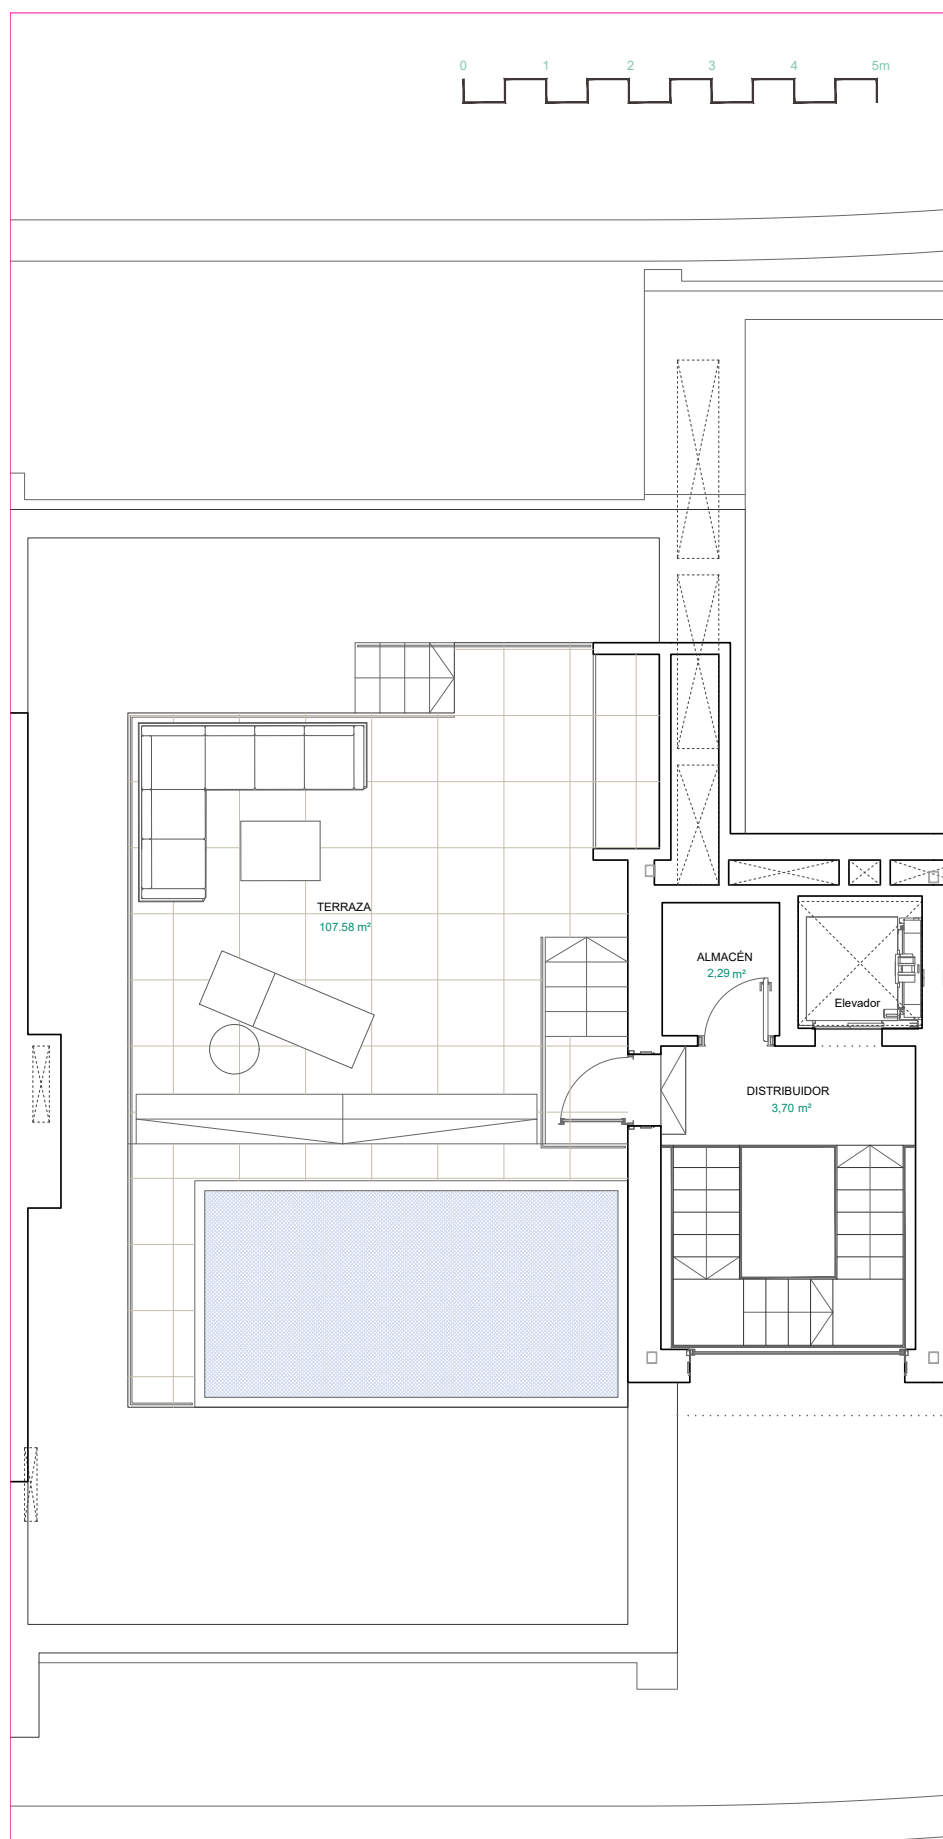 0 1 2 3 4 5m
TERRAZA
107.58 m²
ALMACÉN
2,29 m²
Elevador
DISTRIBUIDOR
3,70 m²